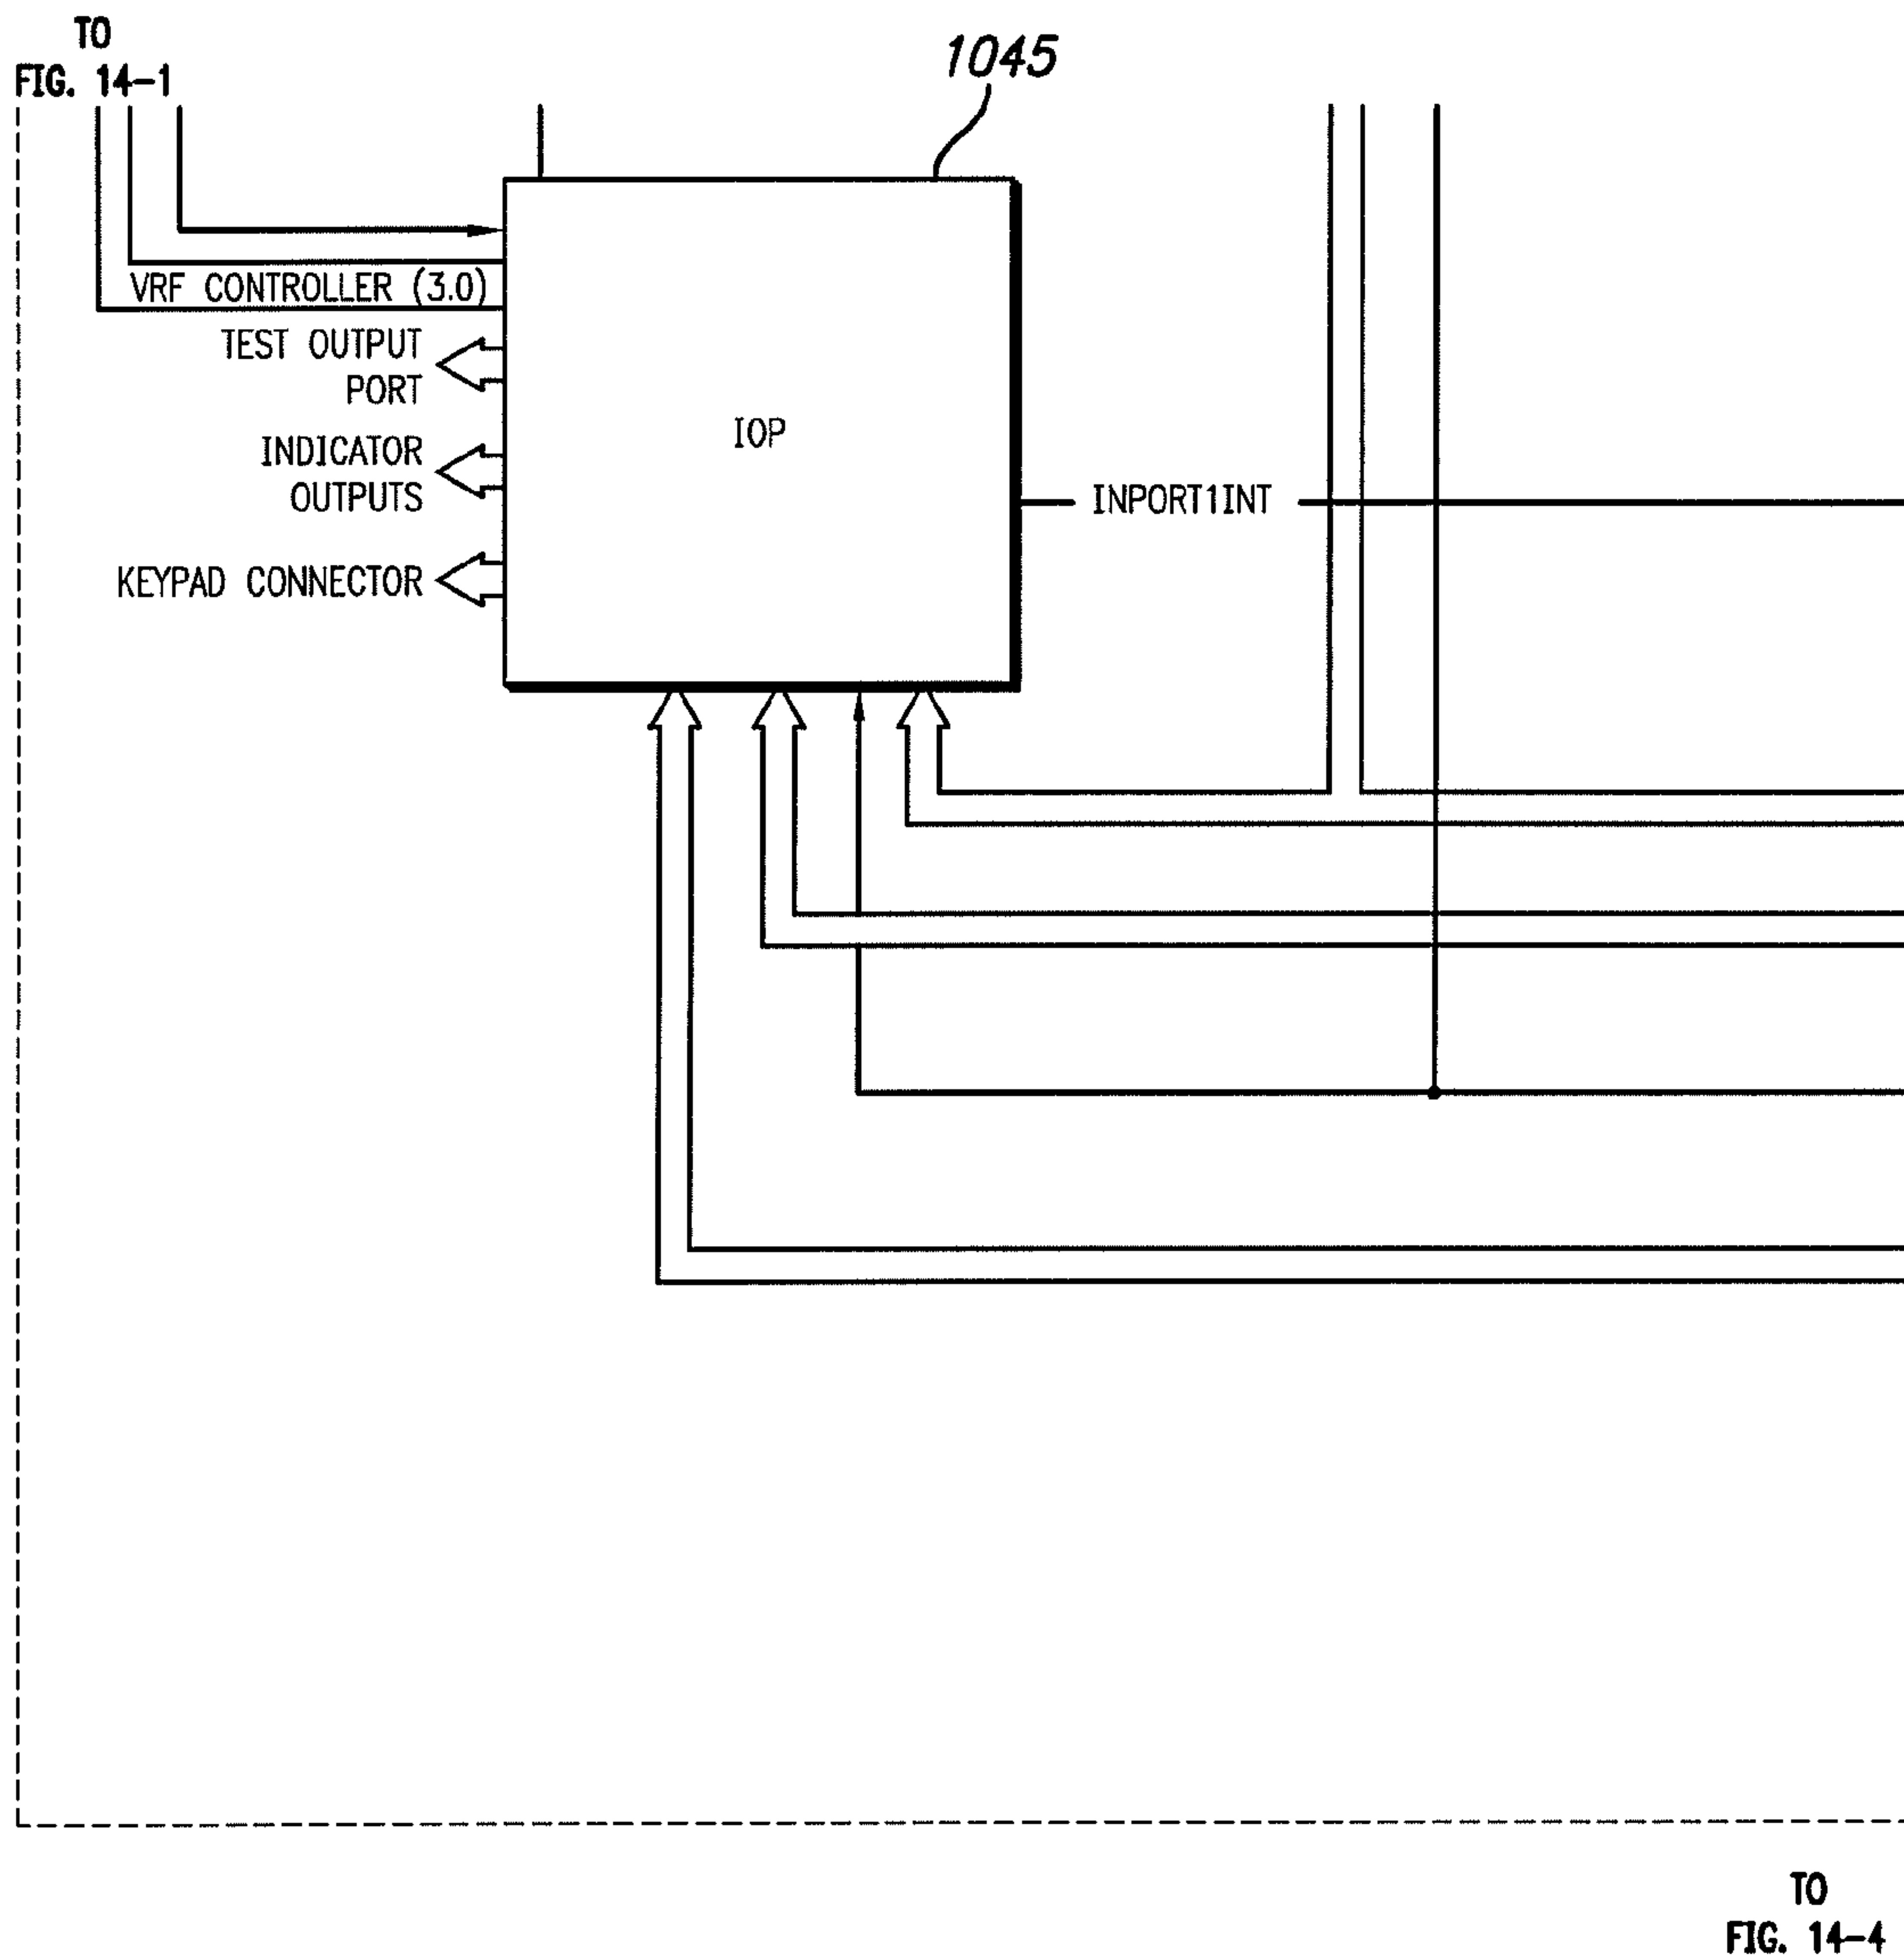 TO
FIG. 14-1
1045
VRF CONTROLLER (3.0)
TEST OUTPUT
PORT
IOP
INDICATOR
OUTPUTS
INPORT1INT
KEYPAD CONNECTOR
TO
FIG. 14-4